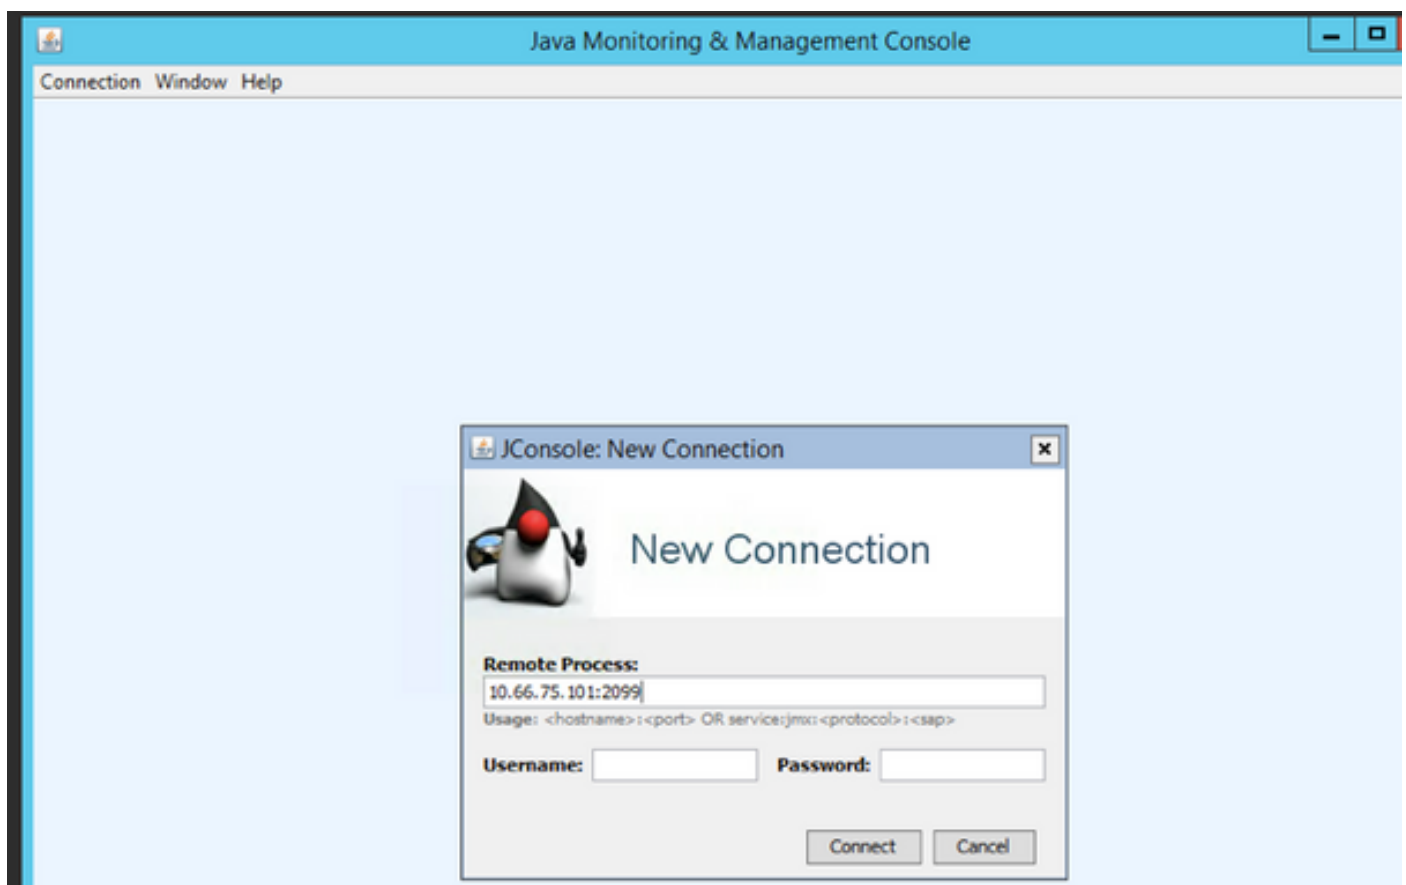 Java Monitoring & Management Console
Connection Window Help
JConsole: New Connection
New Connection
Remote Process:
10.66.75.101:2099
Usage: <hostname>:<port> OR service:jmx:<protocol>:<sap>
Username: Password:
Connect Cancel